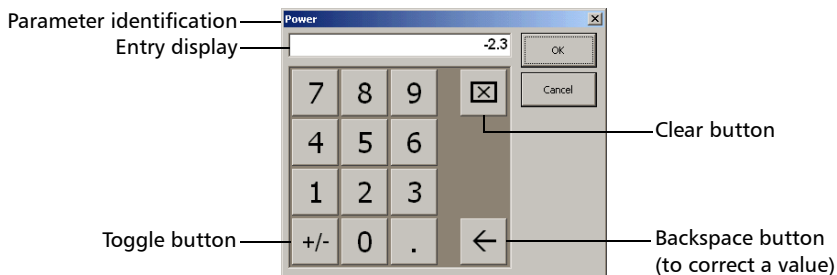 Parameter identification
Power
Entry display
-2.3
OK
7 8 9
Cancel
4 5 6
Clear button
1 2 3
Toggle button
+/- 0 .
Backspace button
(to correct a value)